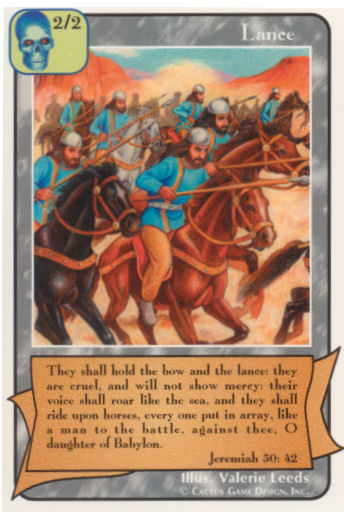 2/2
Lance
They shall hold the bow and the lance: they
are cruel, and will not show mercy: their
voice shall roar like the sea, and they shall
ride upon horses, every one put in array, like
a man to the battle, against thee, O
daughter of Babylon.
Jeremiah 50: 42
Illus. Valerie Leeds
© Cactus Game Design, Inc.